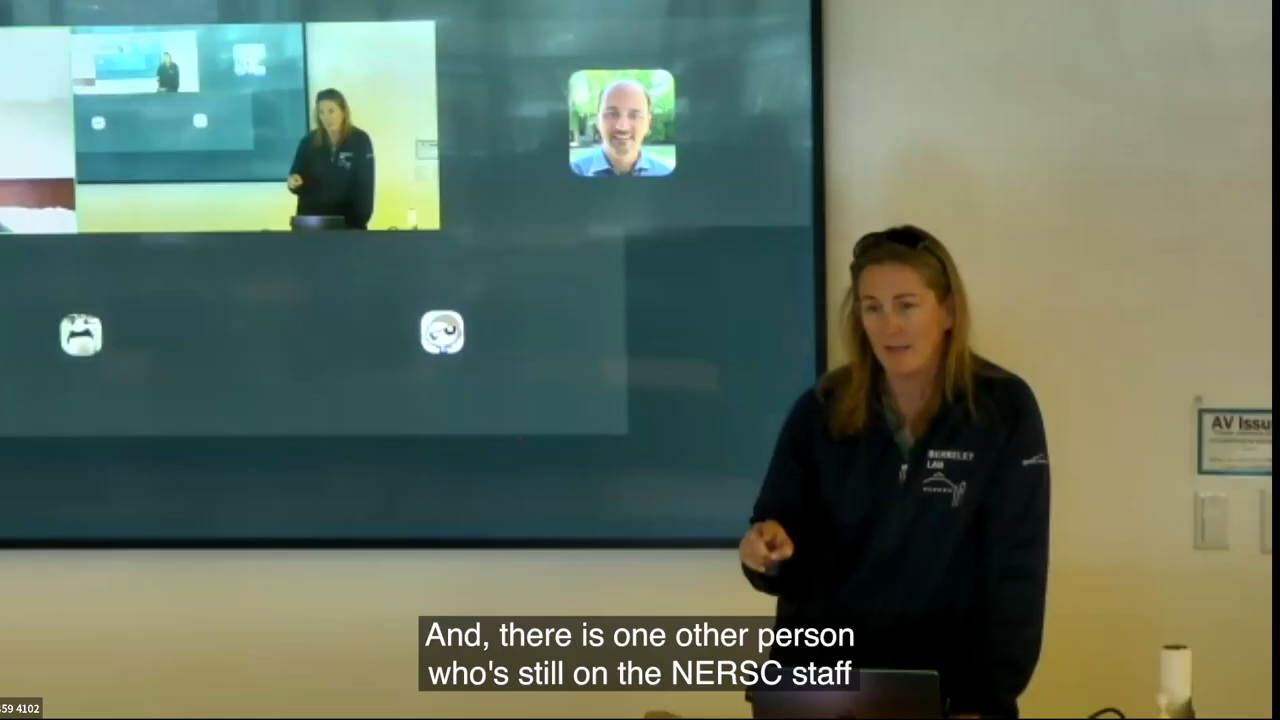 AV Issu
BERKELEY
LAB
And, there is one other person
who's still on the NERSC staff
59 4102